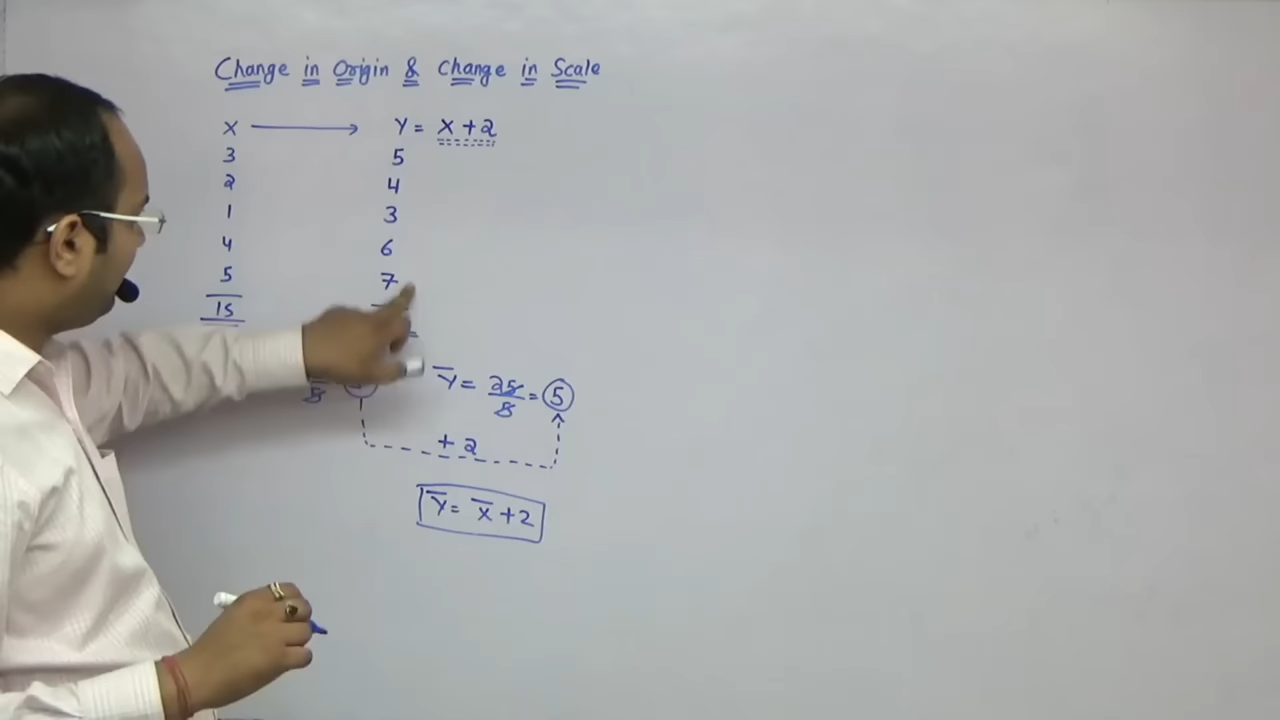 Change in Origin & Change in Scale
X ⟶ Y = X + 2
3 5
2 4
1 3
4 6
5 7
15 =
5 Y̅ = 25/5 = 5
+ 2
Y̅ = X̅ + 2